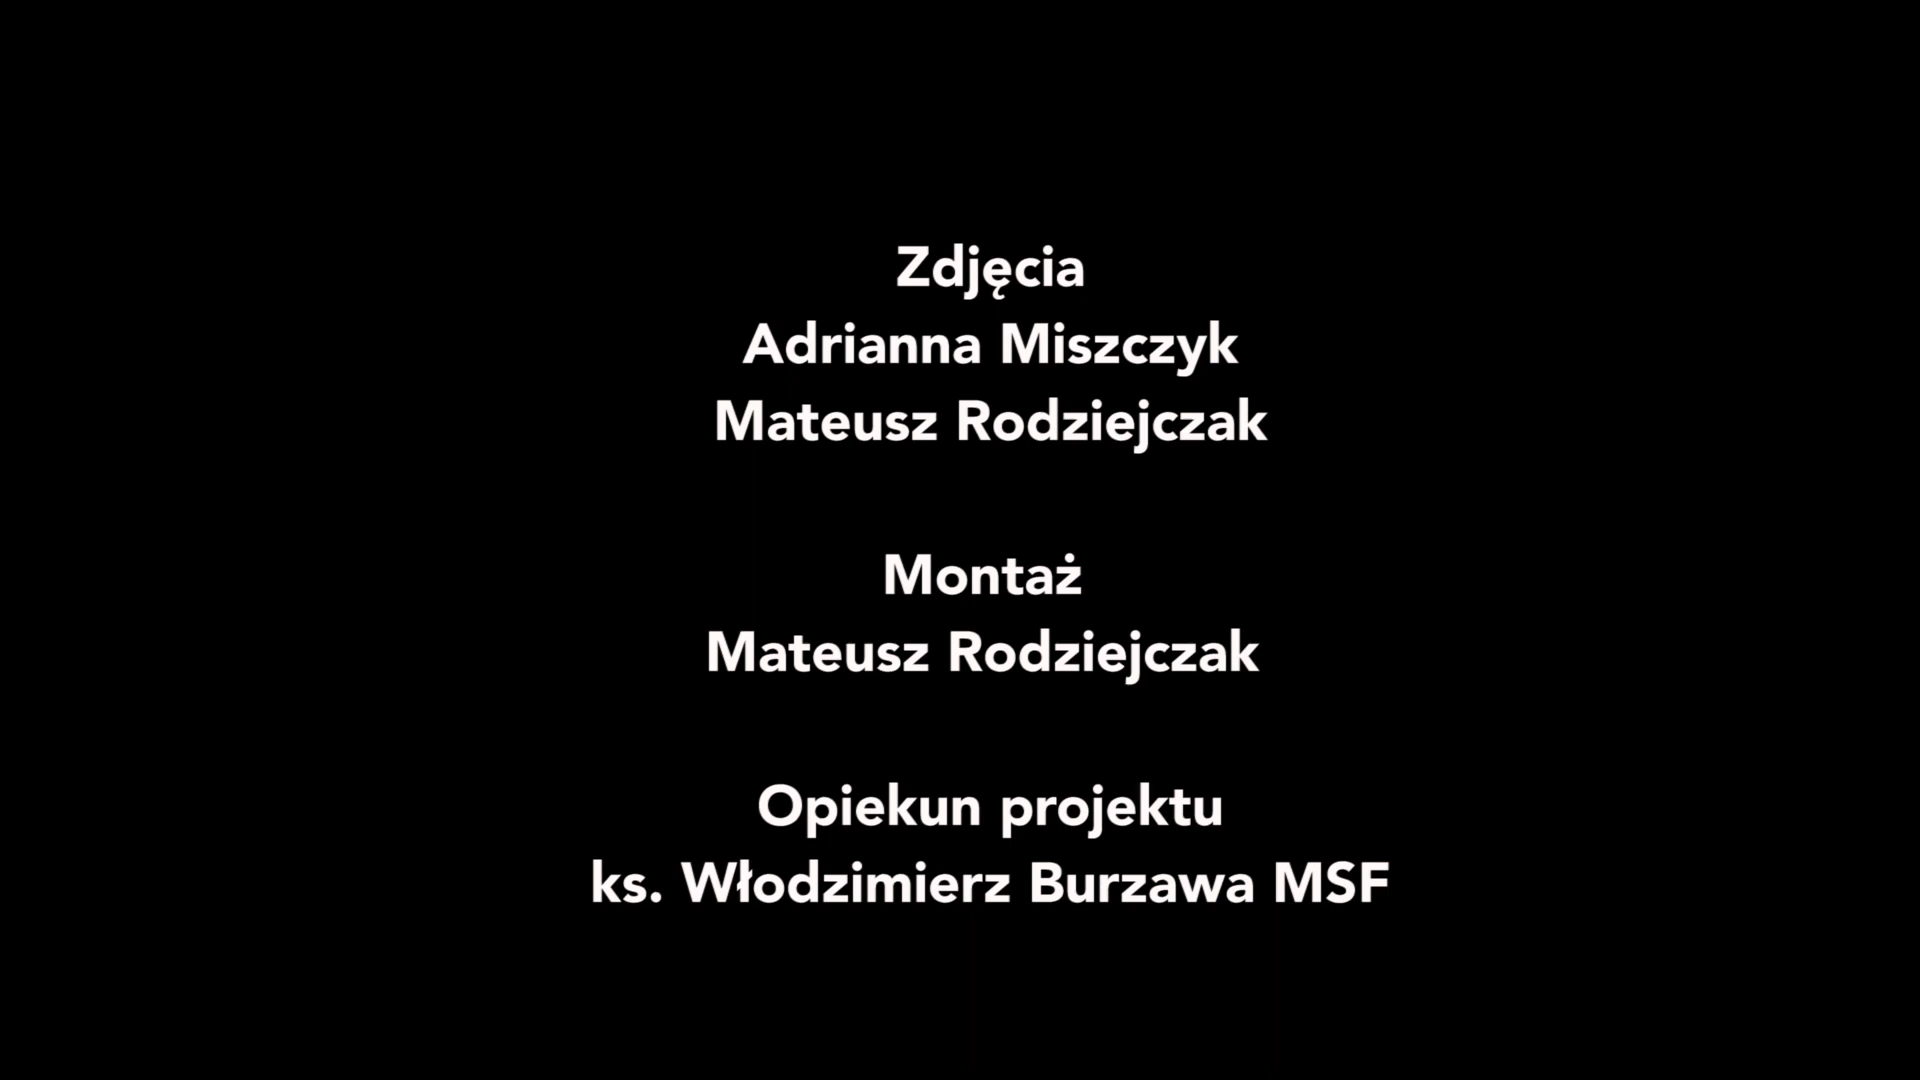 Zdjęcia
Adrianna Miszczyk
Mateusz Rodziejczak
Montaż
Mateusz Rodziejczak
Opiekun projektu
ks. Włodzimierz Burzawa MSF